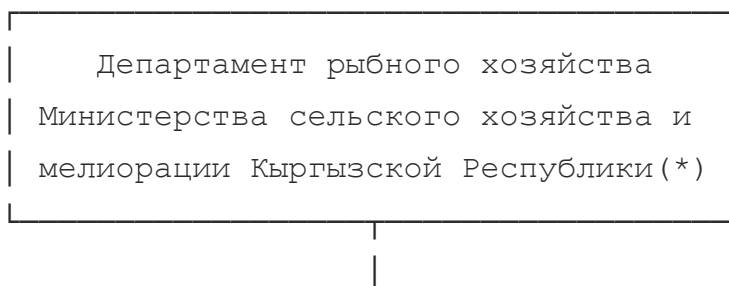 Департамент рыбного хозяйства
Министерства сельского хозяйства и
мелиорации Кыргызской Республики(*)